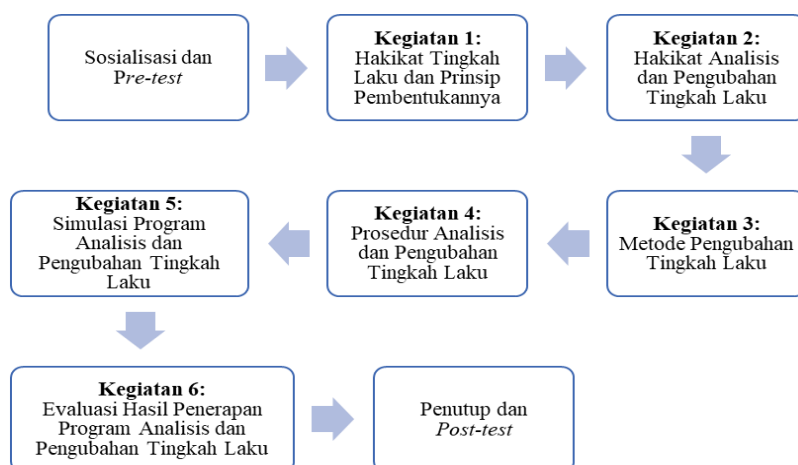 Sosialisasi dan
Pre-test
Kegiatan 1:
Hakikat Tingkah
Laku dan Prinsip
Pembentukannya
Kegiatan 2:
Hakikat Analisis
dan Pengubahan
Tingkah Laku
Kegiatan 3:
Metode Pengubahan
Tingkah Laku
Kegiatan 4:
Prosedur Analisis
dan Pengubahan
Tingkah Laku
Kegiatan 5:
Simulasi Program
Analisis dan
Pengubahan Tingkah
Laku
Kegiatan 6:
Evaluasi Hasil Penerapan
Program Analisis dan
Pengubahan Tingkah Laku
Penutup dan
Post-test